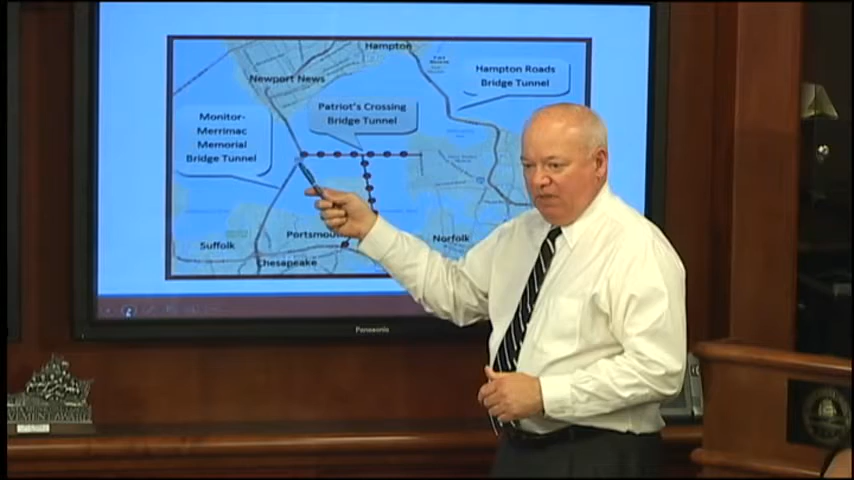 Hampton
Newport News
Hampton Roads
Bridge Tunnel
Patriot's Crossing
Bridge Tunnel
Monitor-
Merrimac
Memorial
Bridge Tunnel
Portsmou
Norfolk
Suffolk
Chesapeake
Panasonic